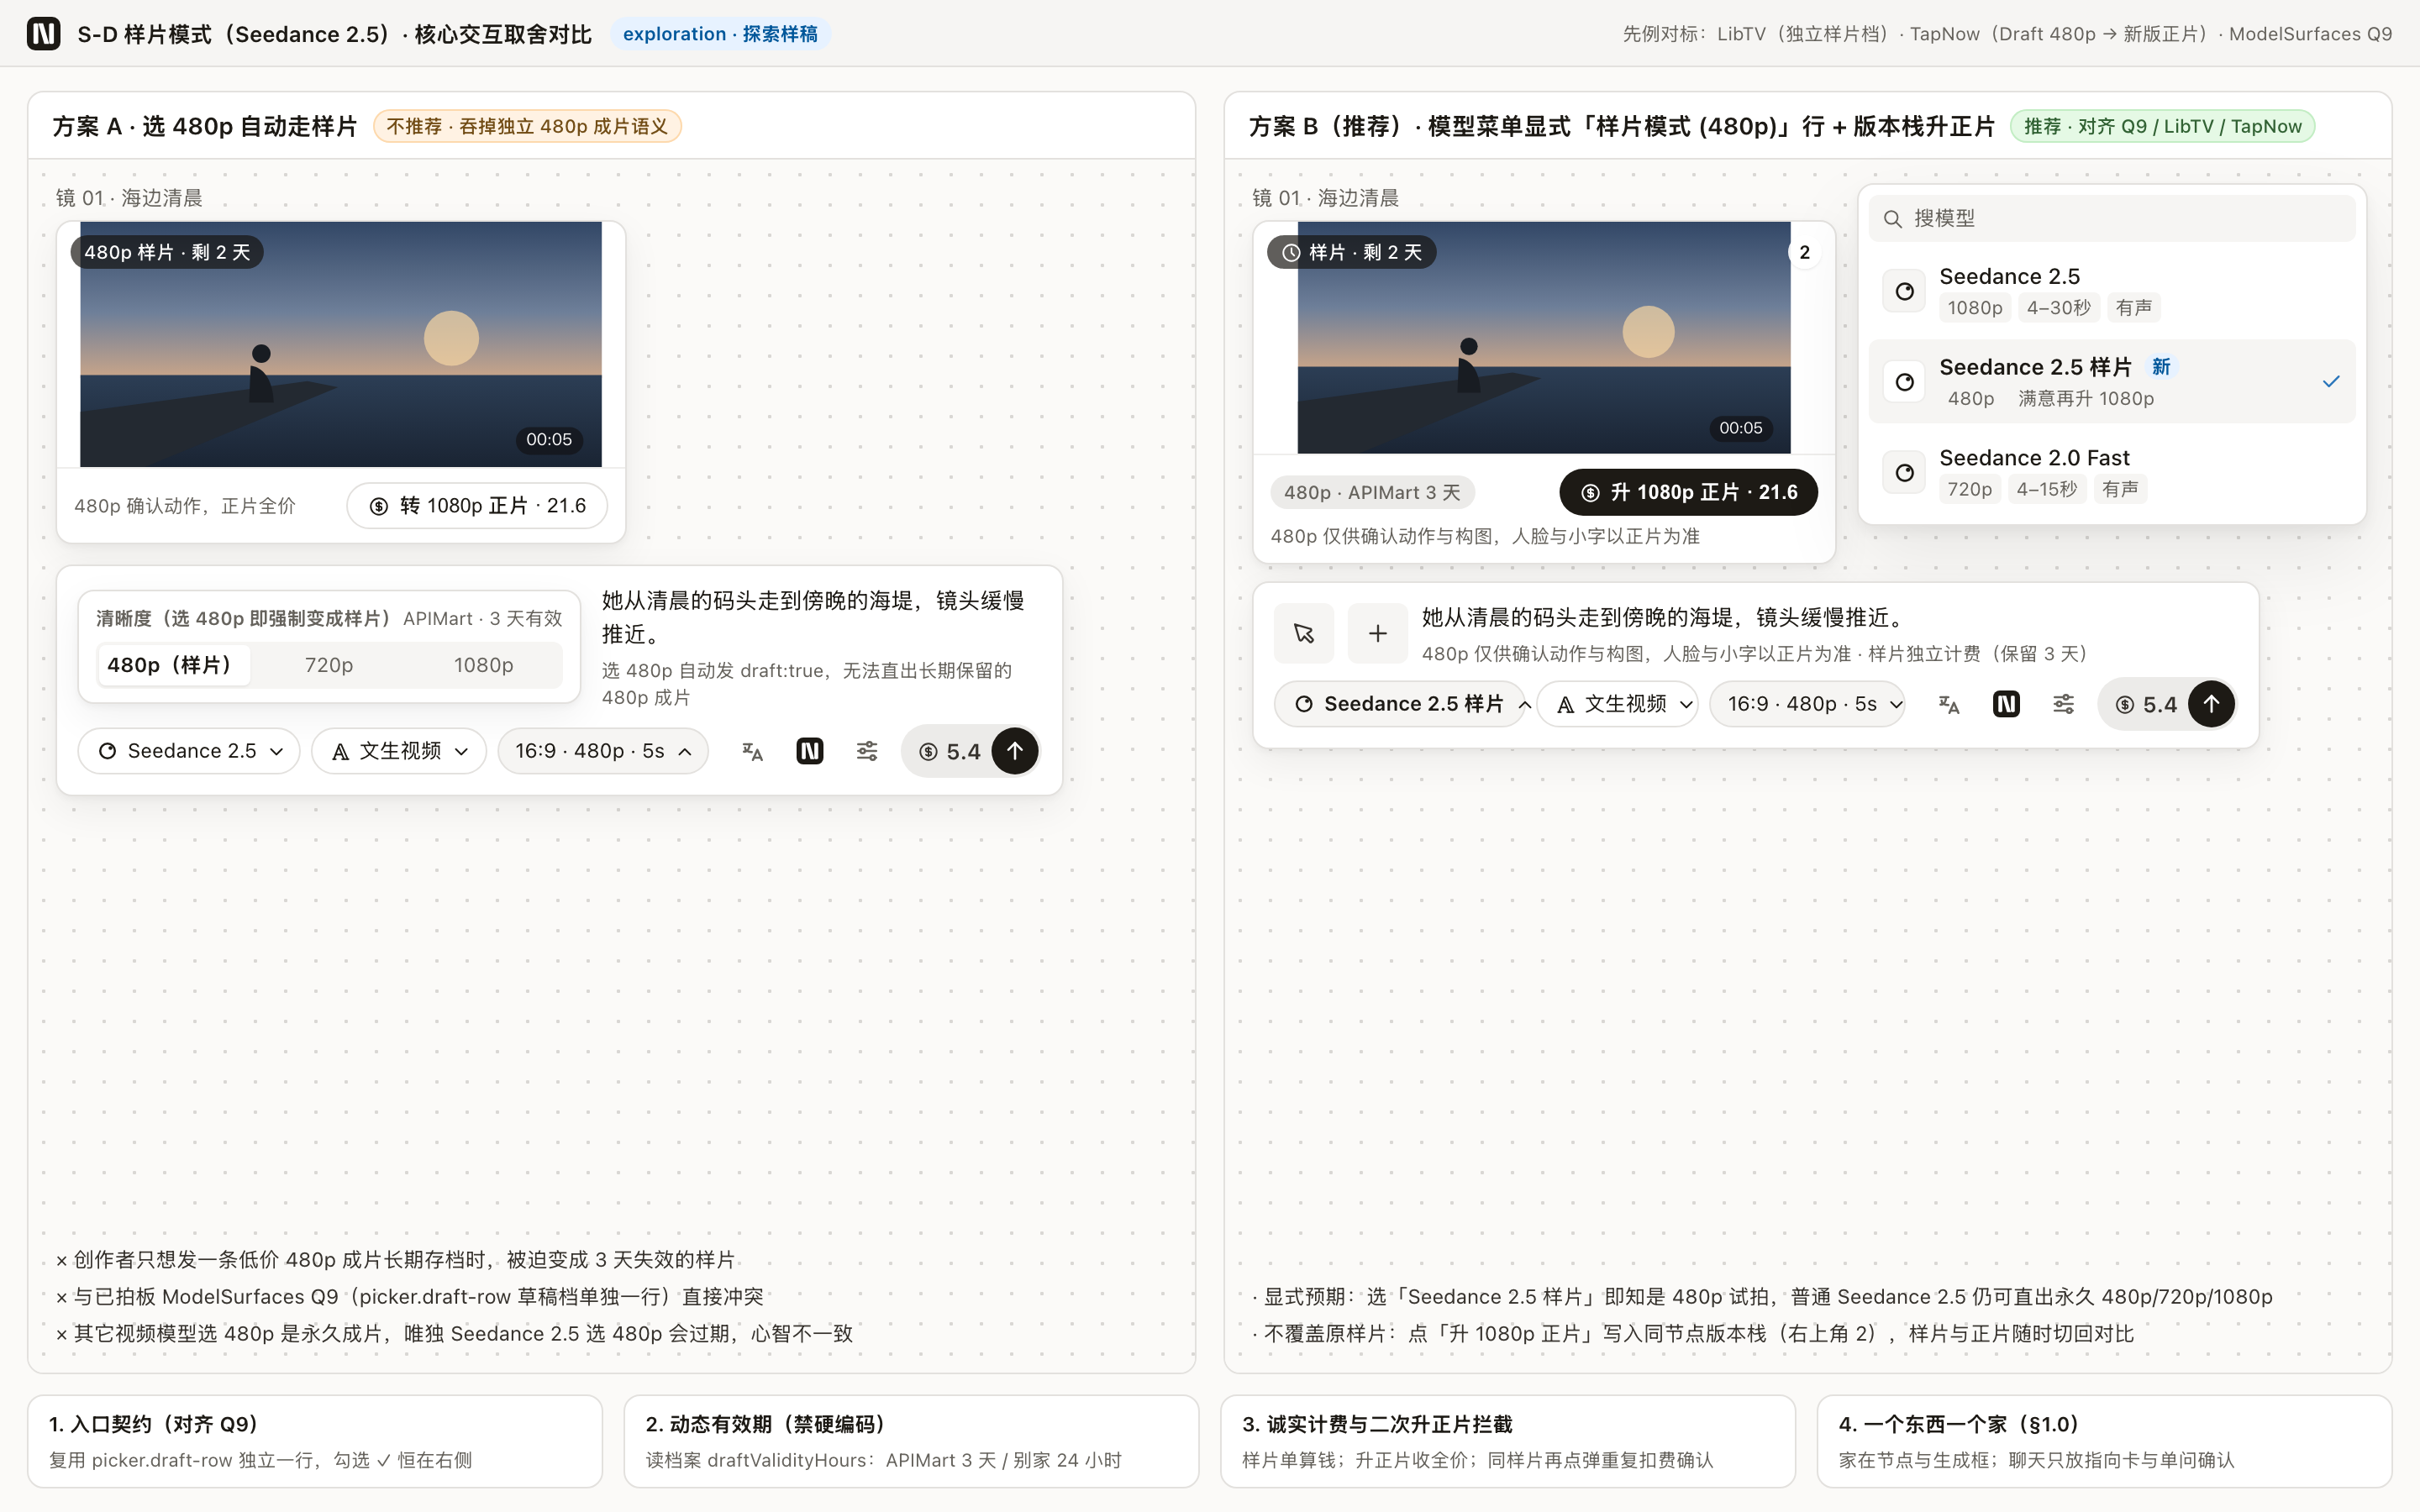 S-D 样片模式（Seedance 2.5）· 核心交互取舍对比
exploration · 探索样稿
先例对标：LibTV（独立样片档）· TapNow（Draft 480p → 新版正片）· ModelSurfaces Q9
方案 A · 选 480p 自动走样片
不推荐 · 吞掉独立 480p 成片语义
镜 01 · 海边清晨
480p 样片 · 剩 2 天
00:05
480p 确认动作，正片全价
转 1080p 正片 · 21.6
清晰度（选 480p 即强制变成样片）
APIMart · 3 天有效
480p（样片）
720p
1080p
她从清晨的码头走到傍晚的海堤，镜头缓慢
推近。
选 480p 自动发 draft:true，无法直出长期保留的
480p 成片
Seedance 2.5
文生视频
16:9 · 480p · 5s
5.4
× 创作者只想发一条低价 480p 成片长期存档时，被迫变成 3 天失效的样片
× 与已拍板 ModelSurfaces Q9（picker.draft-row 草稿档单独一行）直接冲突
× 其它视频模型选 480p 是永久成片，唯独 Seedance 2.5 选 480p 会过期，心智不一致
方案 B（推荐）· 模型菜单显式「样片模式 (480p)」行 + 版本栈升正片
推荐 · 对齐 Q9 / LibTV / TapNow
镜 01 · 海边清晨
样片 · 剩 2 天
2
00:05
480p · APIMart 3 天
升 1080p 正片 · 21.6
480p 仅供确认动作与构图，人脸与小字以正片为准
搜模型
Seedance 2.5
1080p
4–30秒
有声
Seedance 2.5 样片
新
480p
满意再升 1080p
Seedance 2.0 Fast
720p
4–15秒
有声
她从清晨的码头走到傍晚的海堤，镜头缓慢推近。
480p 仅供确认动作与构图，人脸与小字以正片为准 · 样片独立计费（保留 3 天）
Seedance 2.5 样片
文生视频
16:9 · 480p · 5s
5.4
· 显式预期：选「Seedance 2.5 样片」即知是 480p 试拍，普通 Seedance 2.5 仍可直出永久 480p/720p/1080p
· 不覆盖原样片：点「升 1080p 正片」写入同节点版本栈（右上角 2），样片与正片随时切回对比
1. 入口契约（对齐 Q9）
复用 picker.draft-row 独立一行，勾选 ✓ 恒在右侧
2. 动态有效期（禁硬编码）
读档案 draftValidityHours：APIMart 3 天 / 别家 24 小时
3. 诚实计费与二次升正片拦截
样片单算钱；升正片收全价；同样片再点弹重复扣费确认
4. 一个东西一个家（§1.0）
家在节点与生成框；聊天只放指向卡与单问确认